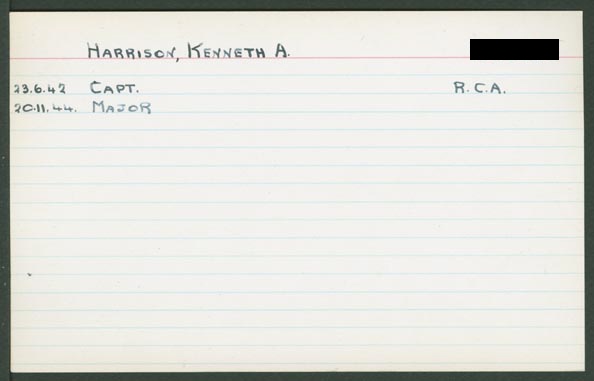 HARRISON, KENNETH A.
23.6.42 CAPT. R.C.A.
20.11.44. MAJOR